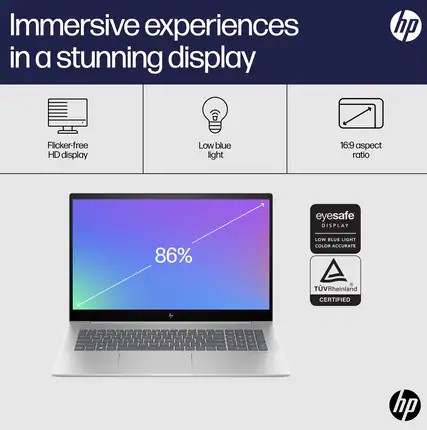 Immersive experiences
in a stunning display
hp
Flicker-free
HD display
Low blue
light
16:9 aspect
ratio
86%
hp
eyesafe
DISPLAY
LOW BLUE LIGHT
COLOR ACCURATE
TÜVRheinland
CERTIFIED
hp